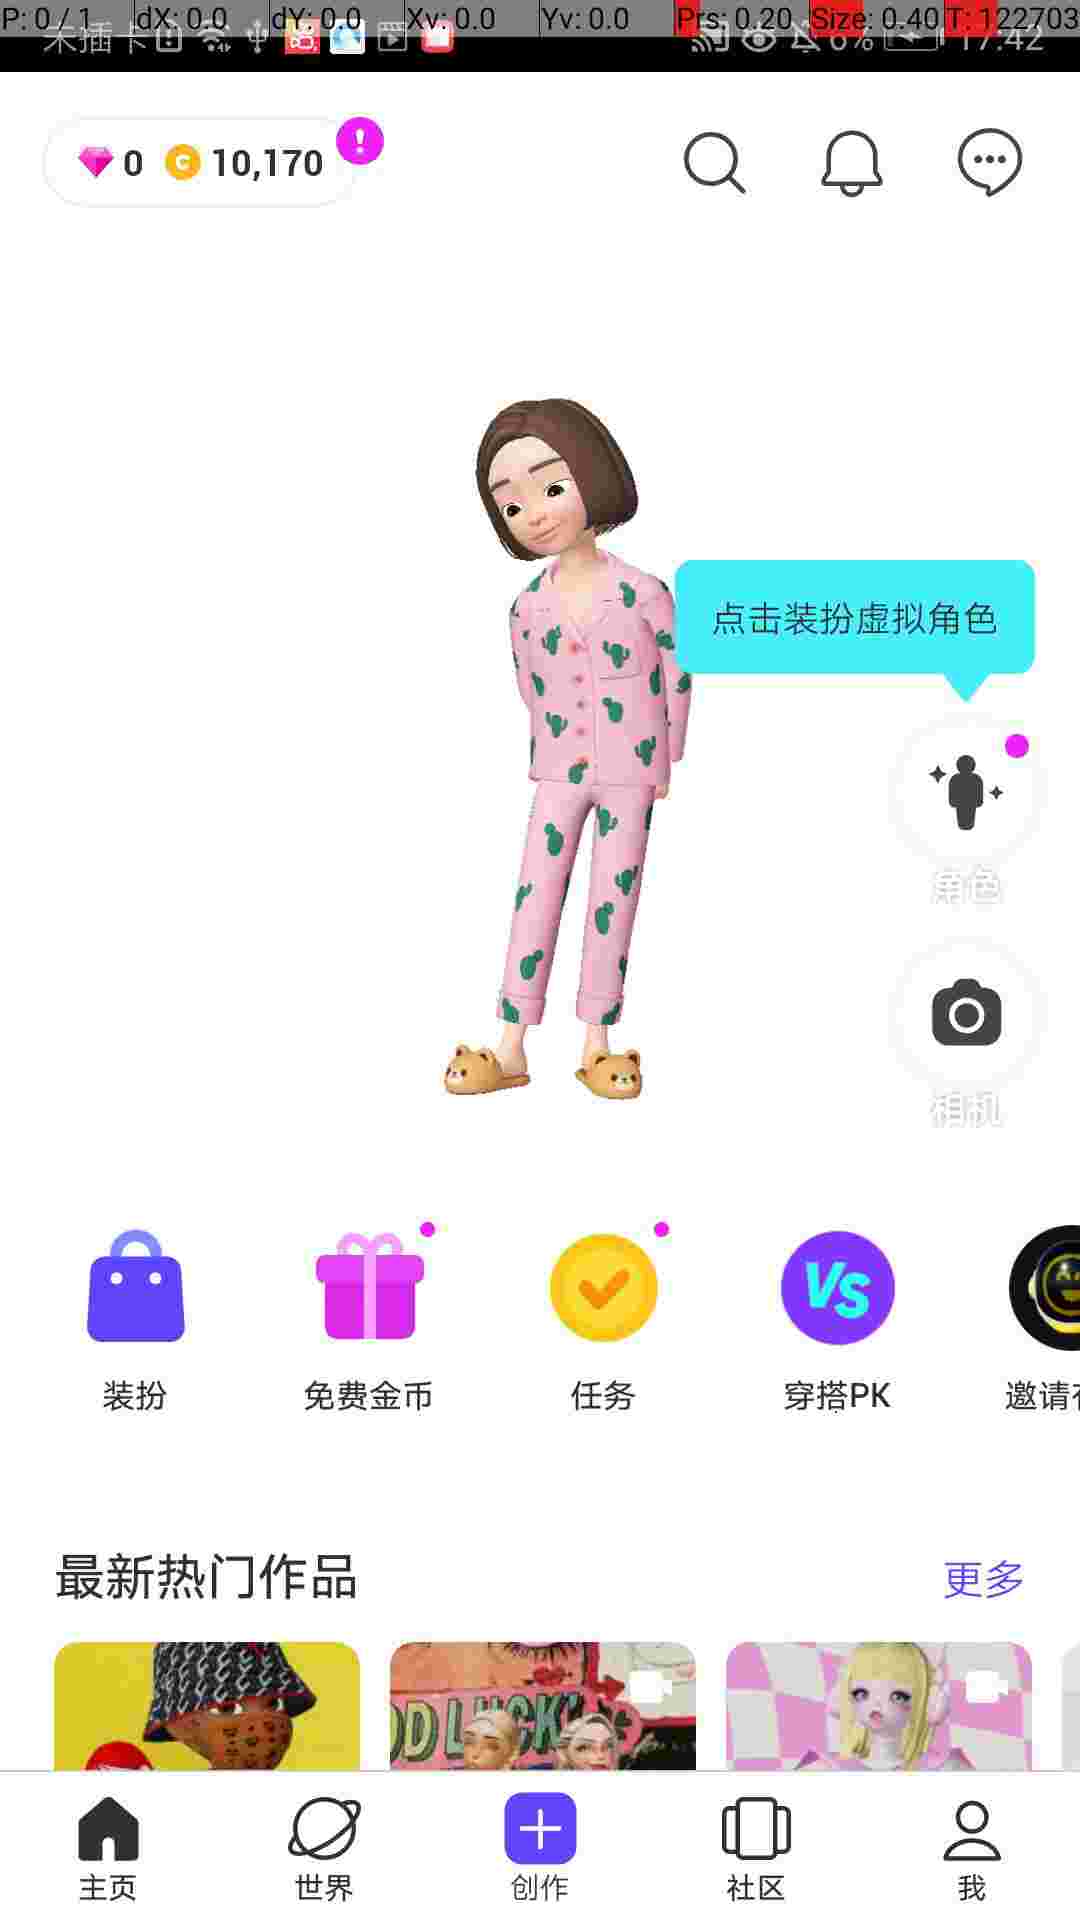 P: 0 / 1 dX: 0.0 dY: 0.0 Xv: 0.0 Yv: 0.0 Prs: 0.20 Size: 0.40 T: 122703
未插卡 6% 17:42
0 C 10,170 !
点击装扮虚拟角色
角色
相机
VS
装扮 免费金币 任务 穿搭PK 邀请
最新热门作品 更多
OD LUCK
主页 世界 创作 社区 我